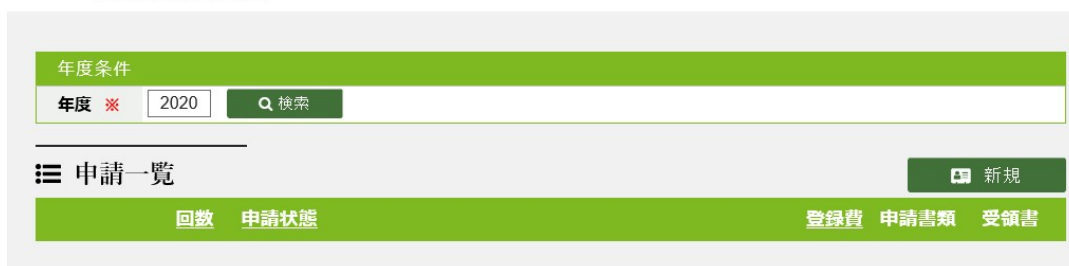 年度条件
年度 ※ 2020 検索
申請一覧
新規
回数 申請状態 登録費 申請書類 受領書